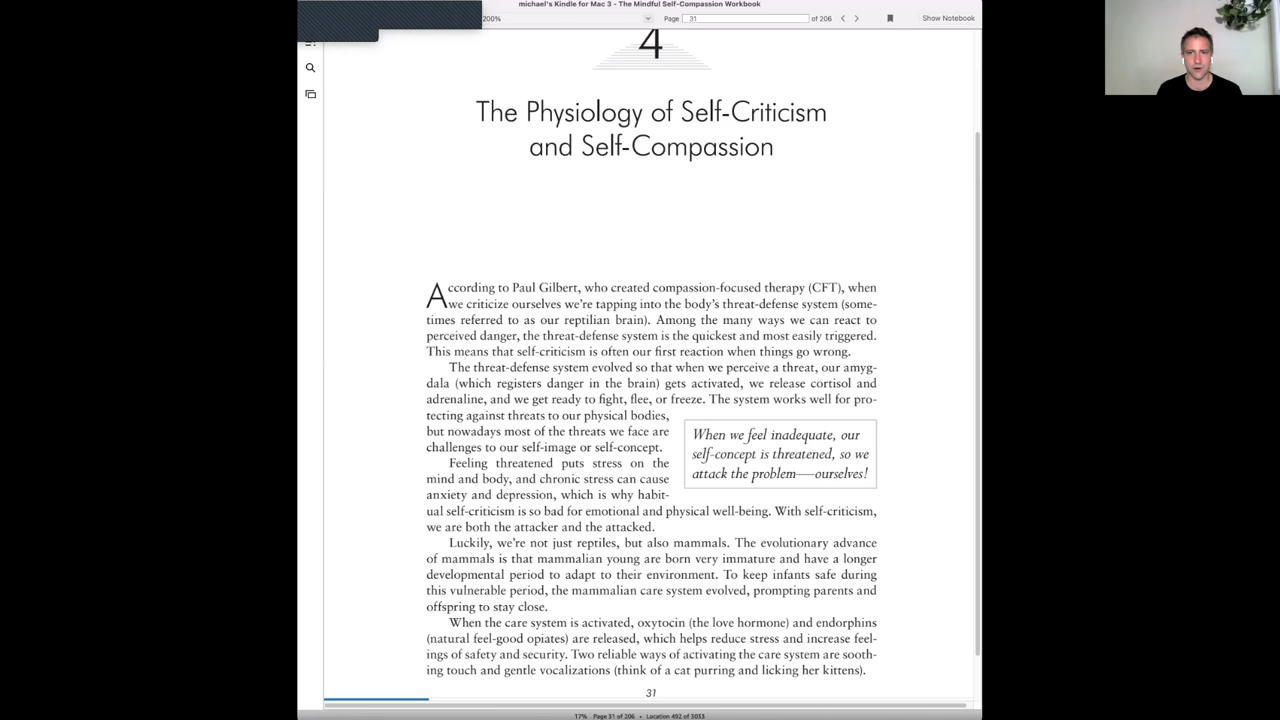 michael's Kindle for Mac 3 - The Mindful Self-Compassion Workbook
200%
Page 31 of 206
Show Notebook
4
The Physiology of Self-Criticism
and Self-Compassion
According to Paul Gilbert, who created compassion-focused therapy (CFT), when
we criticize ourselves we're tapping into the body's threat-defense system (some-
times referred to as our reptilian brain). Among the many ways we can react to
perceived danger, the threat-defense system is the quickest and most easily triggered.
This means that self-criticism is often our first reaction when things go wrong.
The threat-defense system evolved so that when we perceive a threat, our amyg-
dala (which registers danger in the brain) gets activated, we release cortisol and
adrenaline, and we get ready to fight, flee, or freeze. The system works well for pro-
tecting against threats to our physical bodies,
but nowadays most of the threats we face are
challenges to our self-image or self-concept.
When we feel inadequate, our
self-concept is threatened, so we
attack the problem—ourselves!
Feeling threatened puts stress on the
mind and body, and chronic stress can cause
anxiety and depression, which is why habit-
ual self-criticism is so bad for emotional and physical well-being. With self-criticism,
we are both the attacker and the attacked.
Luckily, we're not just reptiles, but also mammals. The evolutionary advance
of mammals is that mammalian young are born very immature and have a longer
developmental period to adapt to their environment. To keep infants safe during
this vulnerable period, the mammalian care system evolved, prompting parents and
offspring to stay close.
When the care system is activated, oxytocin (the love hormone) and endorphins
(natural feel-good opiates) are released, which helps reduce stress and increase feel-
ings of safety and security. Two reliable ways of activating the care system are sooth-
ing touch and gentle vocalizations (think of a cat purring and licking her kittens).
31
17% Page 31 of 206 • Location 492 of 3033